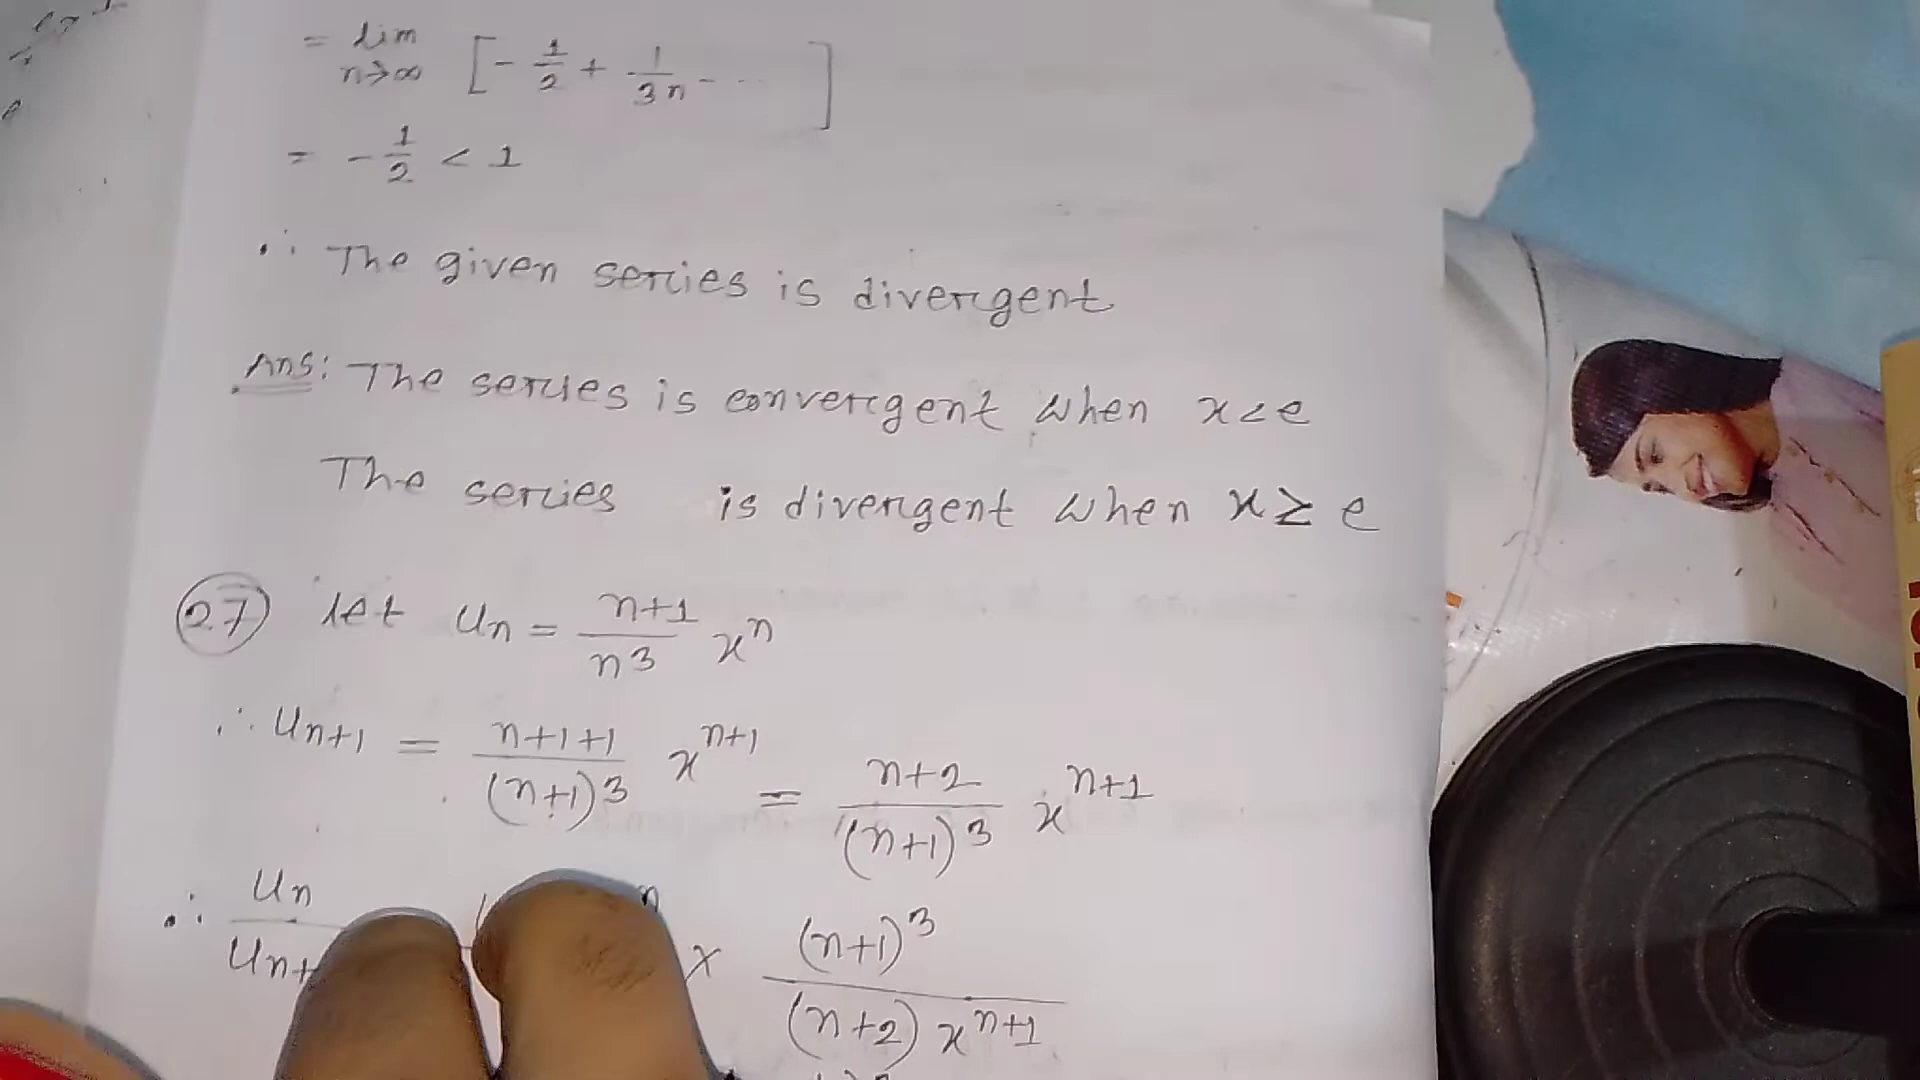 = lim n→∞ [ - 1/2 + 1/3n - ... ]
= - 1/2 < 1
∴ The given series is divergent
Ans: The series is convergent when x < e
The series is divergent when x ≥ e
(27) let Un = n+1/n³ xⁿ
∴ Un+1 = n+1+1/(n+1)³ xⁿ⁺¹ = n+2/(n+1)³ xⁿ⁺¹
∴ Un/Un+ × (n+1)³/(n+2) xⁿ⁺¹